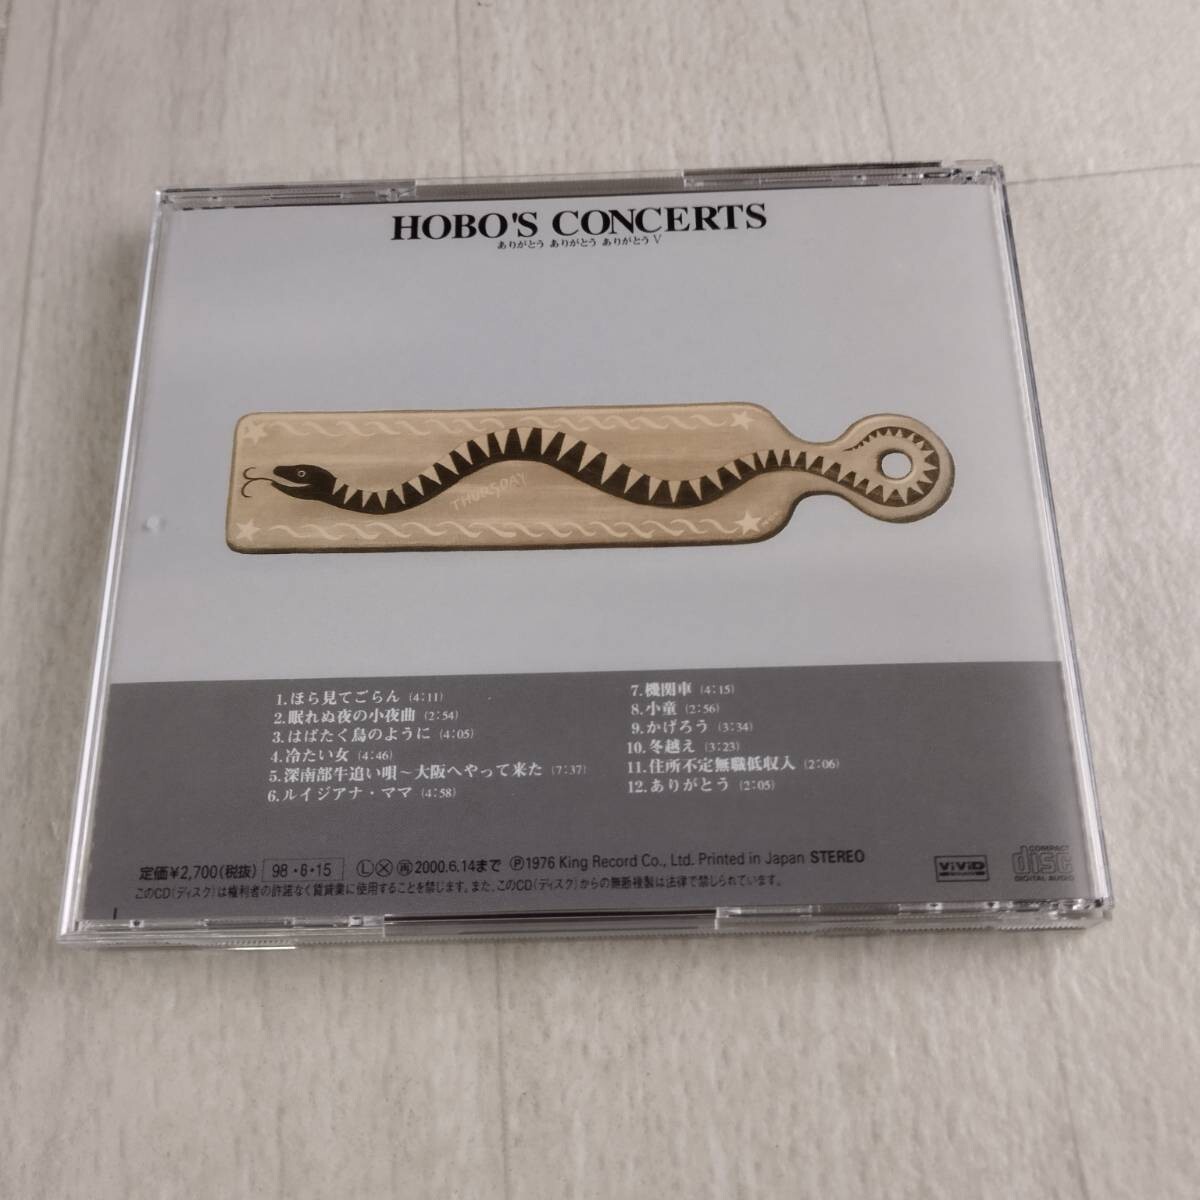 HOBO'S CONCERTS
ありがとう ありがとう ありがとう V
THURSDAY
1.ほら見てごらん (4:11)
2.眠れぬ夜の小夜曲 (2:54)
3.はばたく鳥のように (4:05)
4.冷たい女 (4:46)
5.深南部牛追い唄～大阪へやって来た (7:37)
6.ルイジアナ・ママ (4:58)
7.機関車 (4:15)
8.小童 (2:56)
9.かげろう (3:34)
10.冬越え (3:23)
11.住所不定無職低収入 (2:06)
12.ありがとう (2:05)
定価¥2,700(税抜) 98・6・15 Ⓛ Ⓧ ㊢ 2000.6.14まで Ⓟ1976 King Record Co., Ltd. Printed in Japan STEREO
このCD(ディスク)は権利者の許諾なく賃貸業に使用することを禁じます。また、このCD(ディスク)からの無断複製は法律で禁じられています。
ViViD
COMPACT
disc
DIGITAL AUDIO